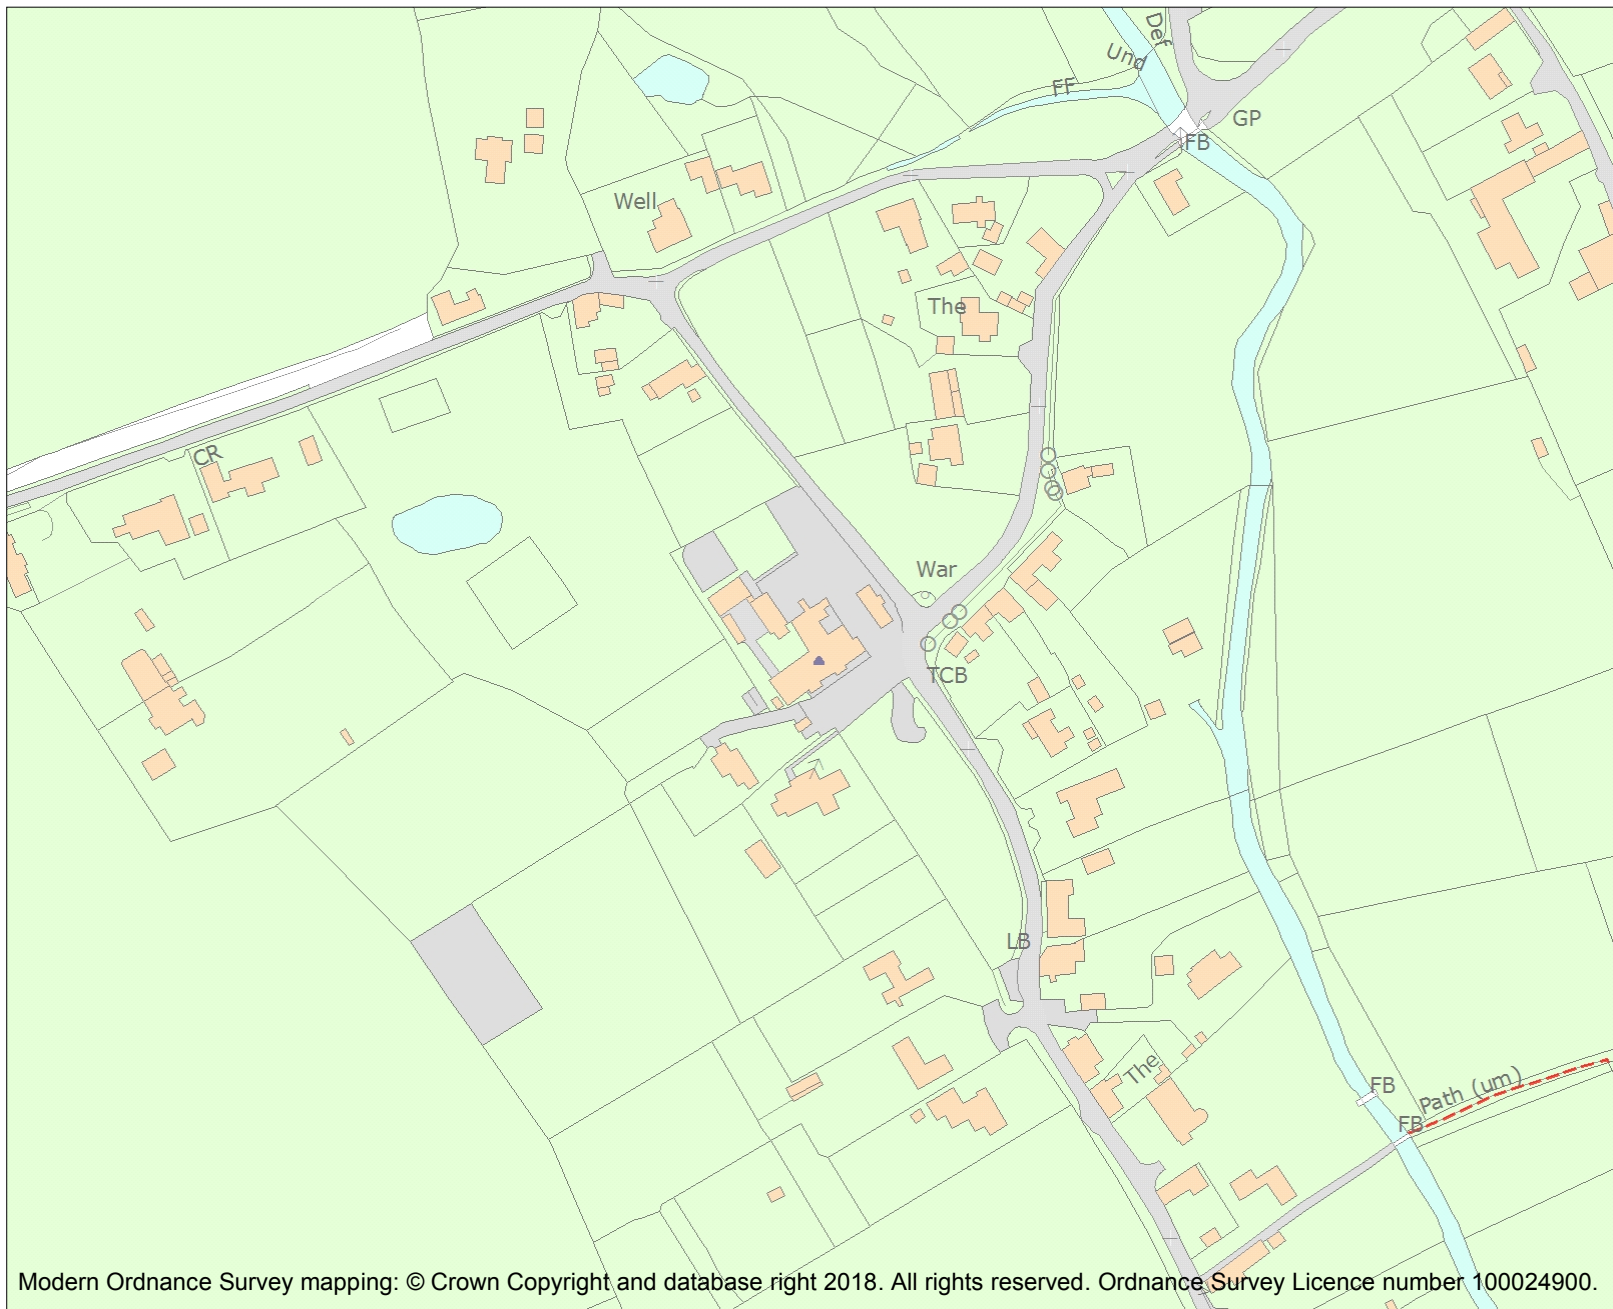 Def
Und
FF
GP
FB
Well
The
CR
War
TCB
LB
The
FB
Path (um)
FB
Modern Ordnance Survey mapping: © Crown Copyright and database right 2018. All rights reserved. Ordnance Survey Licence number 100024900.